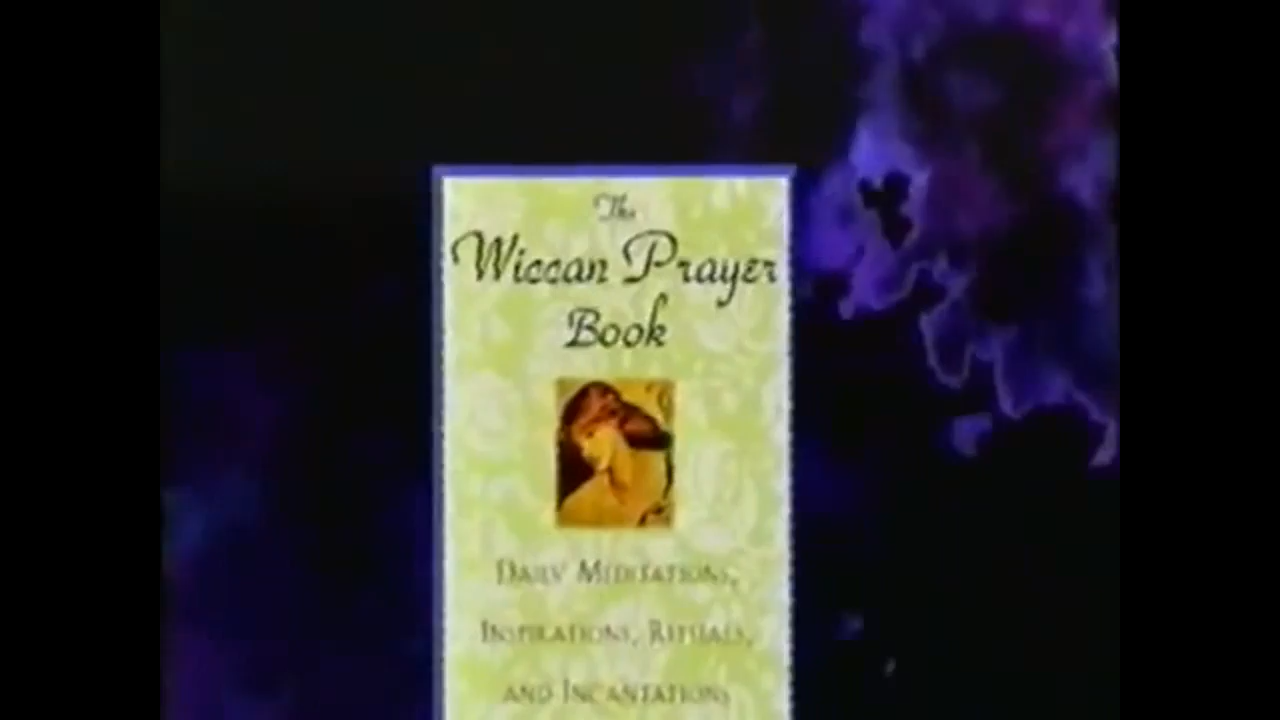 The
Wiccan Prayer
Book
Daily Meditations,
Inspirations, Rituals,
and Incantations